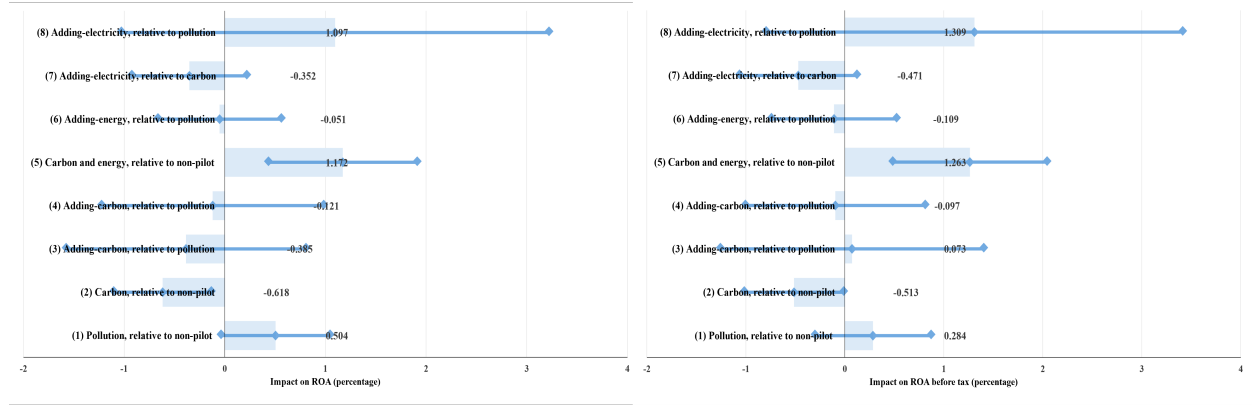 (8) Adding-electricity, relative to pollution 1.097
(7) Adding-electricity, relative to carbon -0.352
(6) Adding-energy, relative to pollution -0.051
(5) Carbon and energy, relative to non-pilot 1.172
(4) Adding-carbon, relative to pollution -0.121
(3) Adding-carbon, relative to pollution -0.385
(2) Carbon, relative to non-pilot -0.618
(1) Pollution, relative to non-pilot 0.504
-2 -1 0 1 2 3 4
Impact on ROA (percentage)
(8) Adding-electricity, relative to pollution 1.309
(7) Adding-electricity, relative to carbon -0.471
(6) Adding-energy, relative to pollution -0.109
(5) Carbon and energy, relative to non-pilot 1.263
(4) Adding-carbon, relative to pollution -0.097
(3) Adding-carbon, relative to pollution 0.073
(2) Carbon, relative to non-pilot -0.513
(1) Pollution, relative to non-pilot 0.284
-2 -1 0 1 2 3 4
Impact on ROA before tax (percentage)